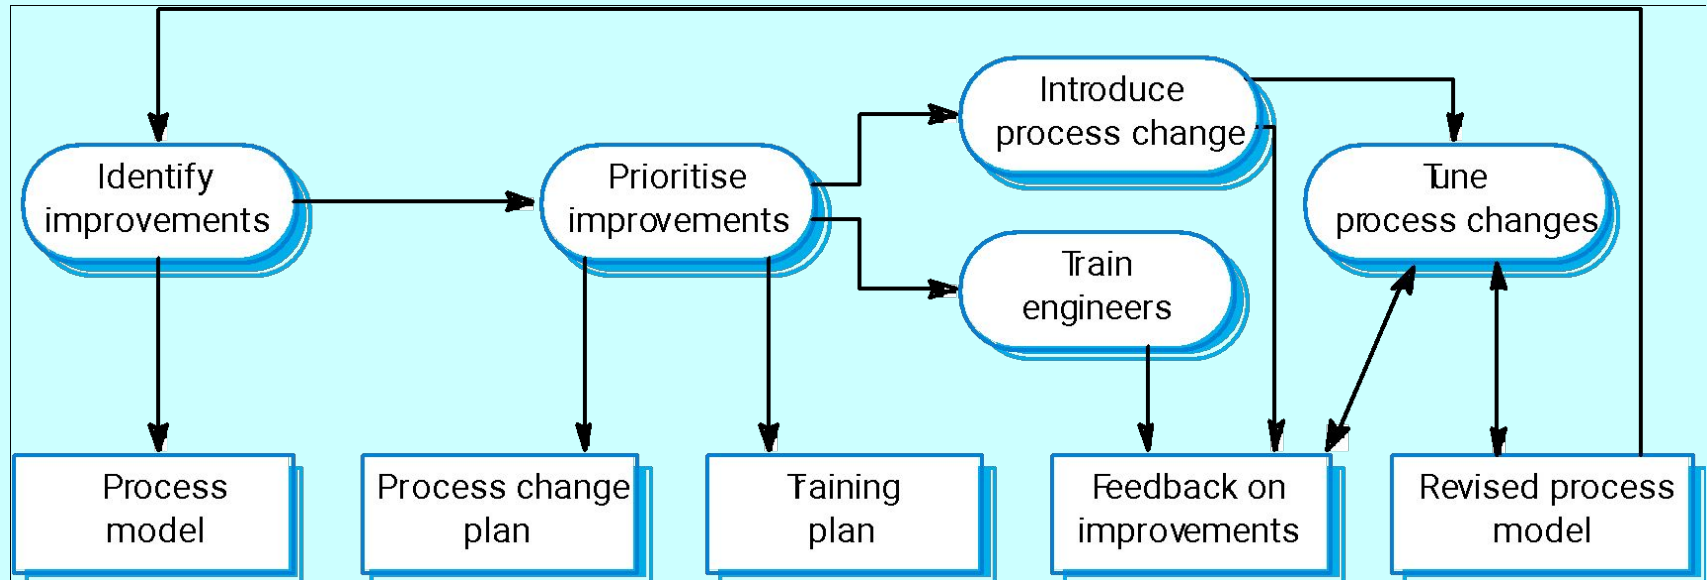 Introduce
process change
Identify
improvements
Prioritise
improvements
Tune
process changes
Train
engineers
Process
model
Process change
plan
Training
plan
Feedback on
improvements
Revised process
model